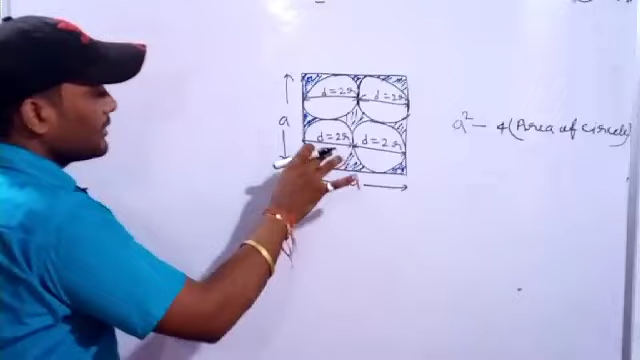 d=2r d=2r
a
d=2r d=2r
a
a² - 4(Area of circle)